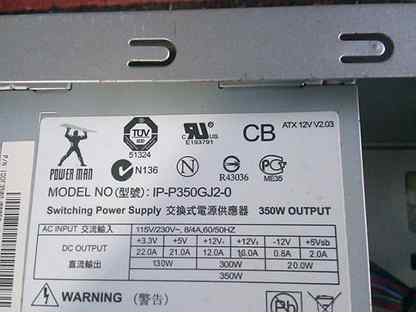 ATX 12V V2.03
TÜV
51324
E193791
CB
POWER MAN
N136
N
R43036
ME35
MODEL NO(型號): IP-P350GJ2-0
Switching Power Supply 交換式電源供應器 350W OUTPUT
AC INPUT 交流輸入 115V/230V~, 8/4A,60/50HZ
DC OUTPUT 直流輸出
+3.3V +5V +12V1 +12V2 -12V +5Vsb
22.0A 21.0A 12.0A 16.0A 0.8A 2.0A
130W 300W 20.0W
350W
WARNING (警告)
Pb